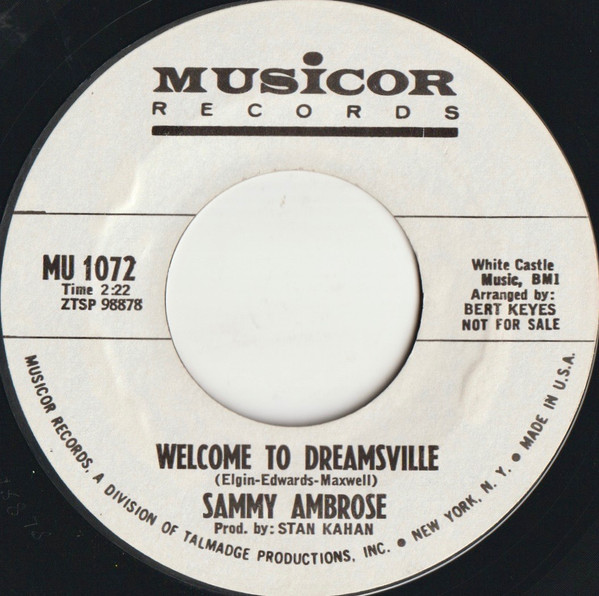 MUSICOR
RECORDS
MU 1072
Time 2:22
ZTSP 98878
White Castle
Music, BMI
Arranged by:
BERT KEYES
NOT FOR SALE
WELCOME TO DREAMSVILLE
(Elgin-Edwards-Maxwell)
SAMMY AMBROSE
Prod. by: STAN KAHAN
MUSICOR RECORDS, A DIVISION OF TALMADGE PRODUCTIONS, INC. • NEW YORK, N. Y. • MADE IN U.S.A.